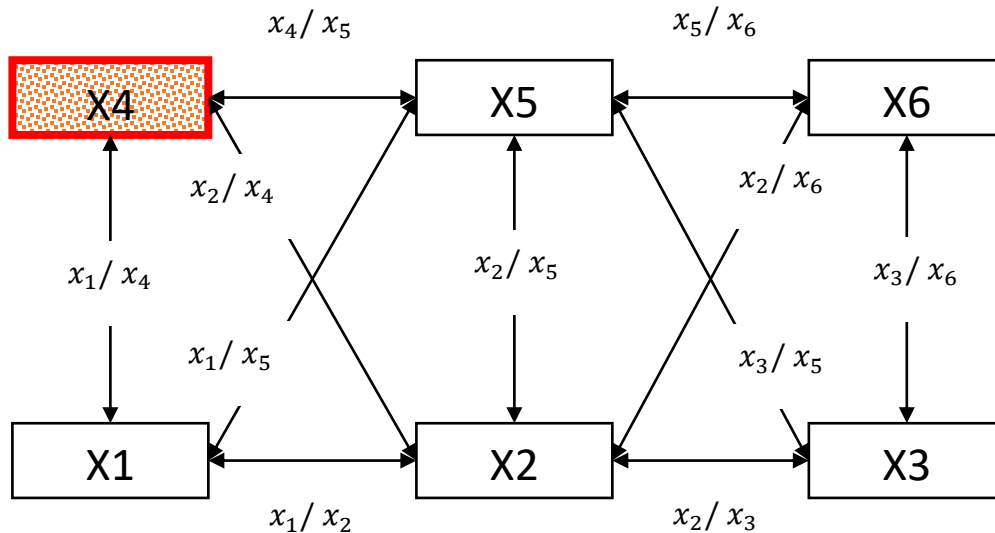 x₄/ x₅ x₅/ x₆
X4 X5 X6
x₂/ x₄ x₂/ x₆
x₁/ x₄ x₂/ x₅ x₃/ x₆
x₁/ x₅ x₃/ x₅
X1 X2 X3
x₁/ x₂ x₂/ x₃